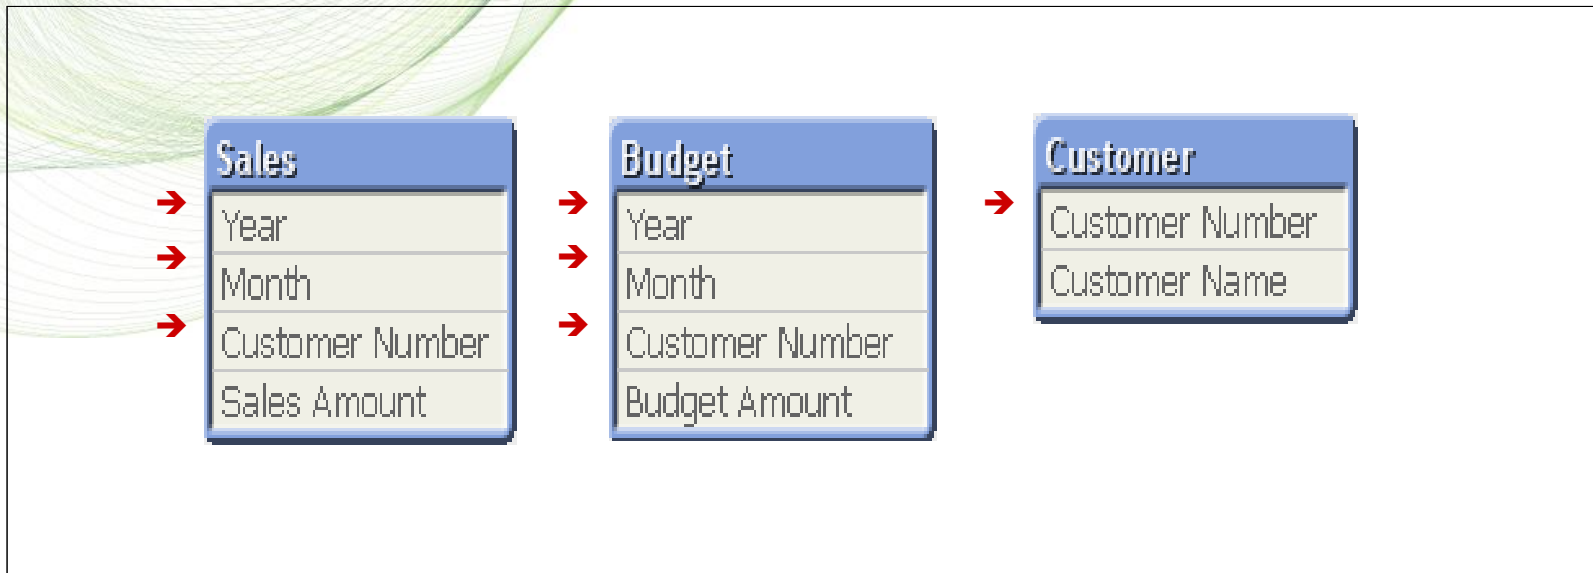 Sales
Year
Month
Customer Number
Sales Amount
Budget
Year
Month
Customer Number
Budget Amount
Customer
Customer Number
Customer Name